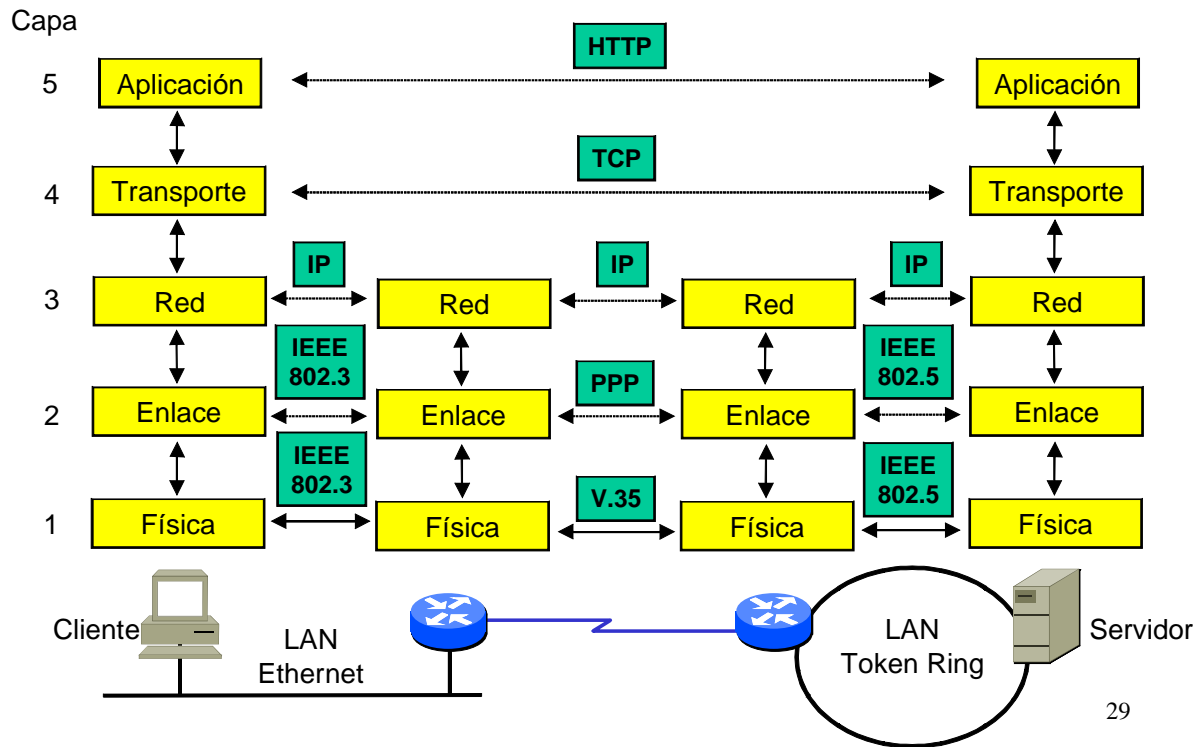 Capa
HTTP
5
Aplicación
Aplicación
TCP
4
Transporte
Transporte
IP
IP
IP
3
Red
Red
Red
Red
IEEE
802.3
PPP
IEEE
802.5
2
Enlace
Enlace
Enlace
Enlace
IEEE
802.3
V.35
IEEE
802.5
1
Física
Física
Física
Física
Cliente
LAN
Ethernet
LAN
Token Ring
Servidor
29